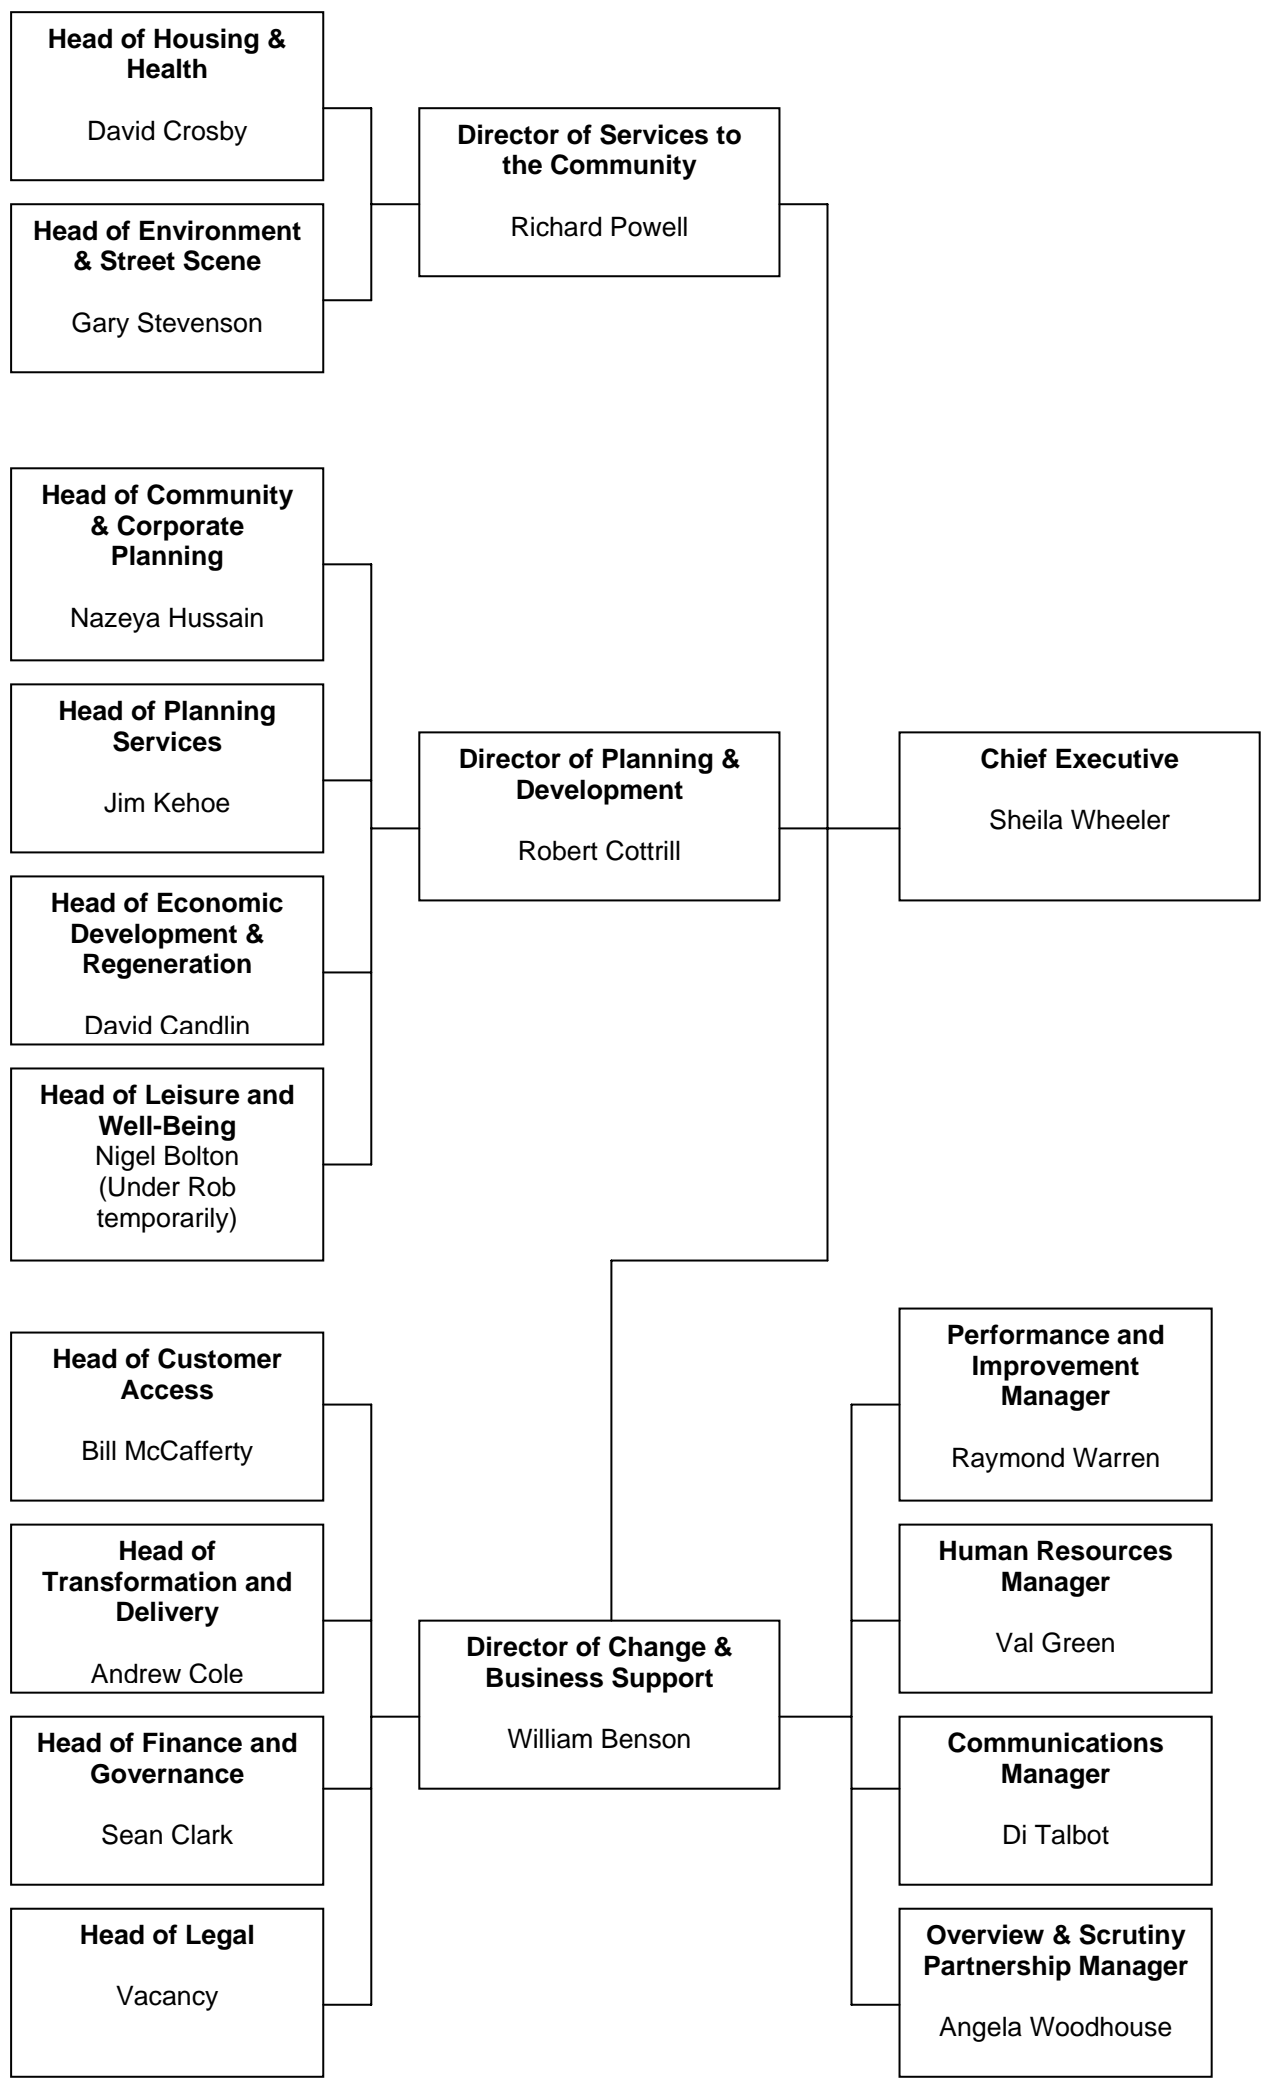 Head of Housing &
Health
David Crosby
Director of Services to
the Community
Richard Powell
Head of Environment
& Street Scene
Gary Stevenson
Head of Community
& Corporate
Planning
Nazeya Hussain
Head of Planning
Services
Jim Kehoe
Director of Planning &
Development
Robert Cottrill
Chief Executive
Sheila Wheeler
Head of Economic
Development &
Regeneration
David Candlin
Head of Leisure and
Well-Being
Nigel Bolton
(Under Rob
temporarily)
Head of Customer
Access
Bill McCafferty
Performance and
Improvement
Manager
Raymond Warren
Head of
Transformation and
Delivery
Andrew Cole
Human Resources
Manager
Val Green
Director of Change &
Business Support
William Benson
Head of Finance and
Governance
Sean Clark
Communications
Manager
Di Talbot
Head of Legal
Vacancy
Overview & Scrutiny
Partnership Manager
Angela Woodhouse